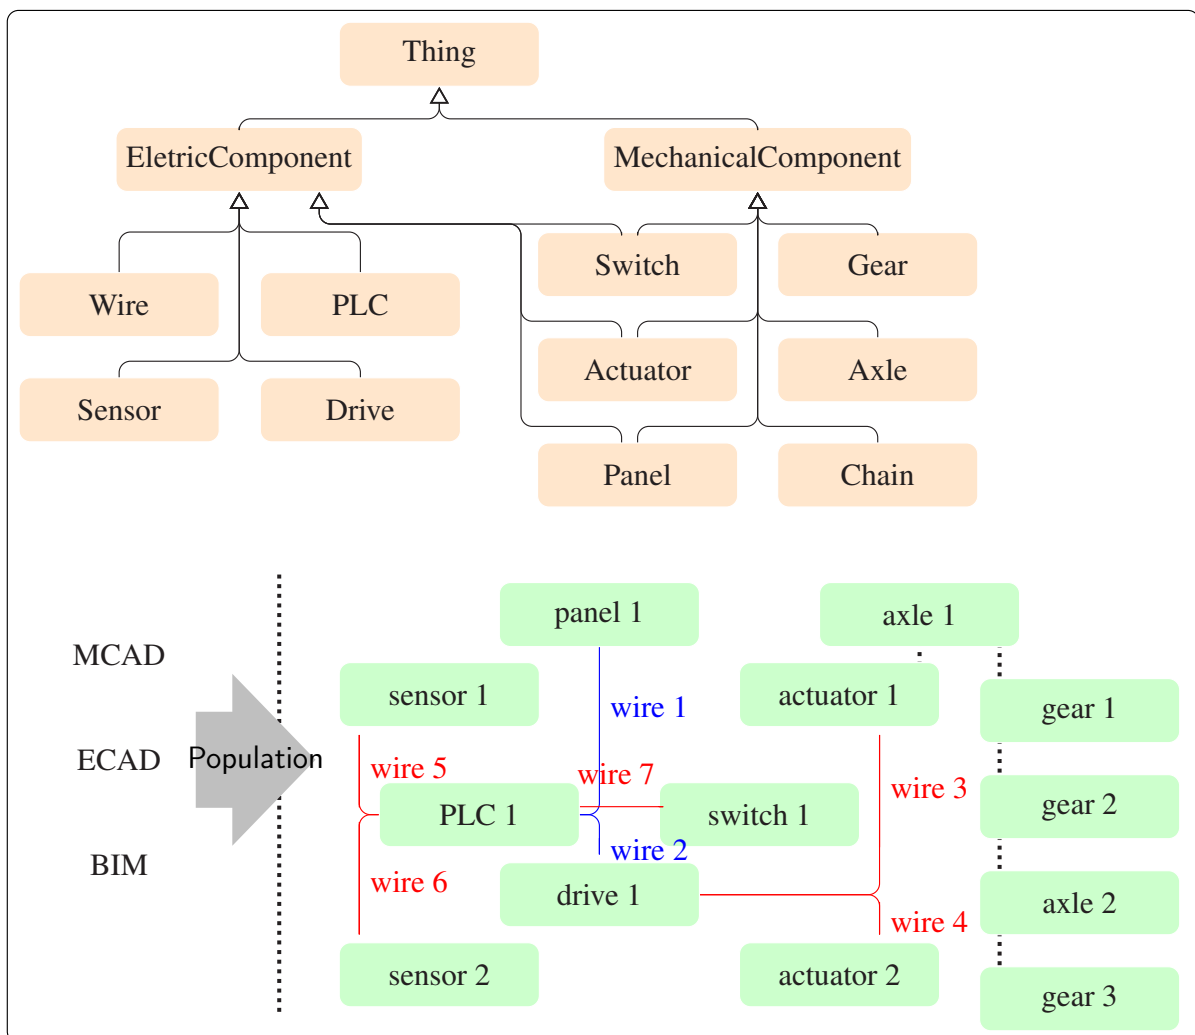 Thing
EletricComponent
MechanicalComponent
Switch
Gear
Wire
PLC
Actuator
Axle
Sensor
Drive
Panel
Chain
panel 1
axle 1
MCAD
sensor 1
actuator 1
gear 1
wire 1
ECAD
Population
wire 5
wire 7
wire 3
PLC 1
switch 1
gear 2
wire 2
BIM
wire 6
drive 1
axle 2
wire 4
sensor 2
actuator 2
gear 3